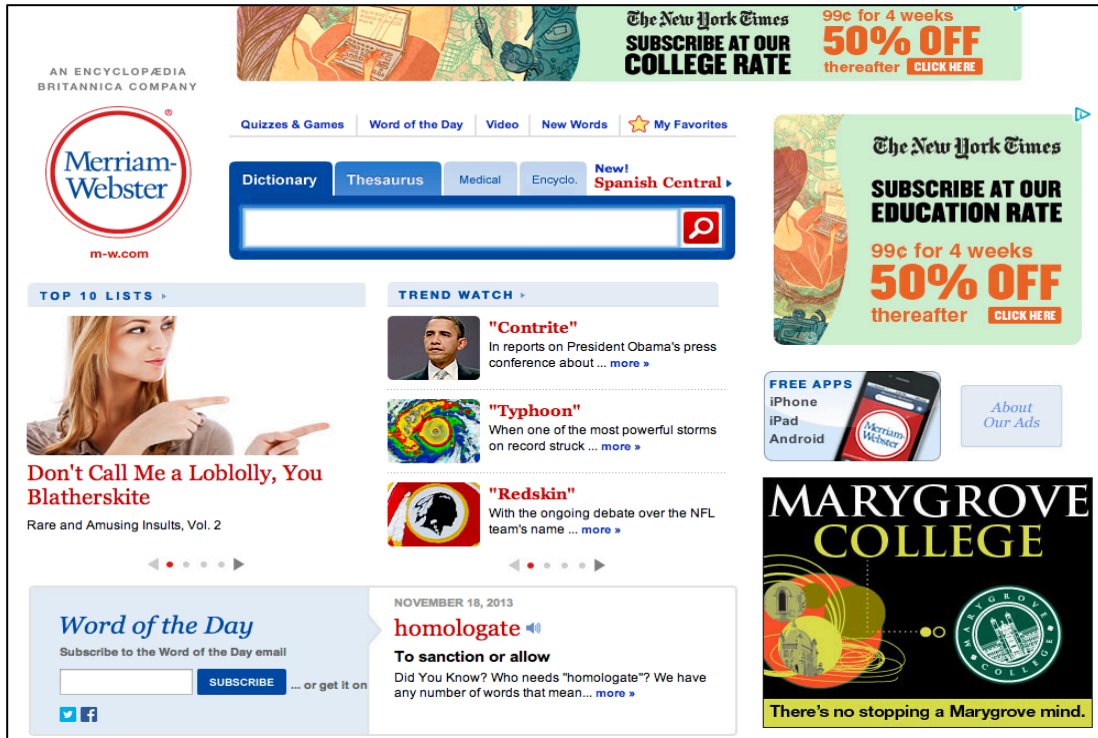 The New York Times
SUBSCRIBE AT OUR
COLLEGE RATE
99¢ for 4 weeks
50% OFF
thereafter CLICK HERE
AN ENCYCLOPÆDIA
BRITANNICA COMPANY
Merriam-
Webster
®
m-w.com
Quizzes & Games
Word of the Day
Video
New Words
My Favorites
Dictionary
Thesaurus
Medical
Encyclo.
New!
Spanish Central
The New York Times
SUBSCRIBE AT OUR
EDUCATION RATE
99¢ for 4 weeks
50% OFF
thereafter CLICK HERE
TOP 10 LISTS
Don't Call Me a Loblolly, You
Blatherskite
Rare and Amusing Insults, Vol. 2
TREND WATCH
"Contrite"
In reports on President Obama's press
conference about ... more »
"Typhoon"
When one of the most powerful storms
on record struck ... more »
"Redskin"
With the ongoing debate over the NFL
team's name ... more »
FREE APPS
iPhone
iPad
Android
Merriam-
Webster
About
Our Ads
Word of the Day
Subscribe to the Word of the Day email
SUBSCRIBE ... or get it on
NOVEMBER 18, 2013
homologate
To sanction or allow
Did You Know? Who needs "homologate"? We have
any number of words that mean... more »
MARYGROVE
COLLEGE
MARYGROVE
COLLEGE
There's no stopping a Marygrove mind.